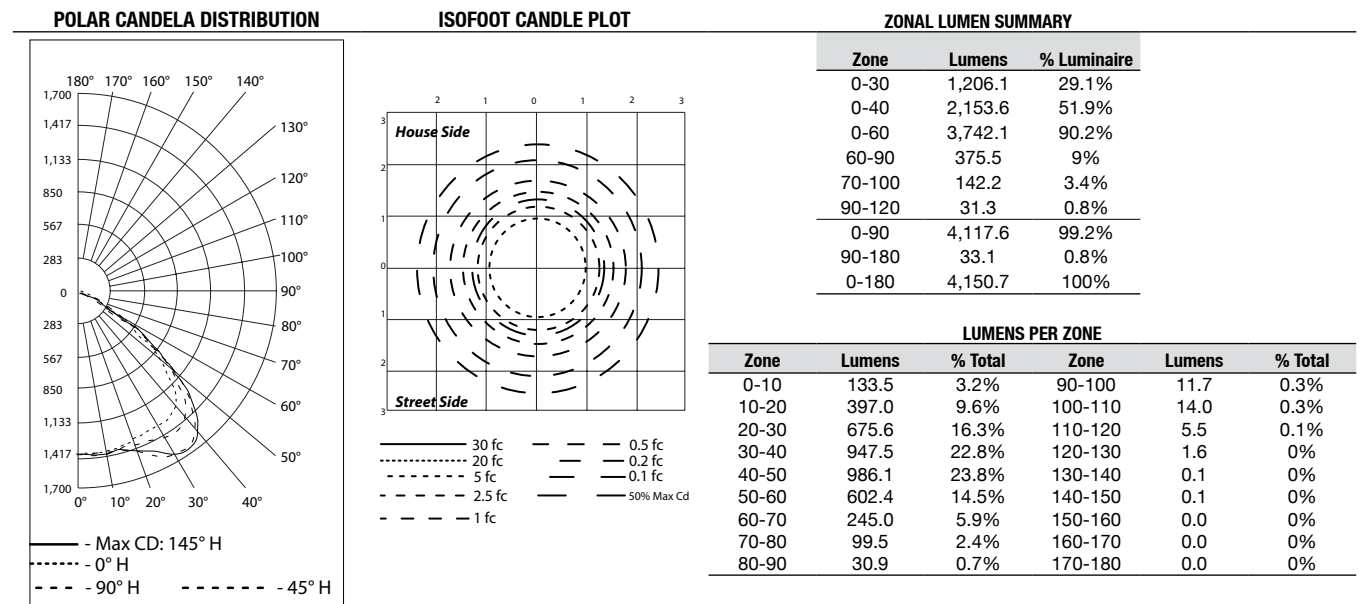 POLAR CANDELA DISTRIBUTION
180° 170° 160° 150° 140°
1,700
1,417
1,133
850
567
283
0
283
567
850
1,133
1,417
1,700
130°
120°
110°
100°
90°
80°
70°
60°
50°
0° 10° 20° 30° 40°
- Max CD: 145° H
- 0° H
- 90° H - 45° H
ISOFOOT CANDLE PLOT
2 1 0 1 2 3
3
2
1
0
1
2
3
House Side
Street Side
30 fc 0.5 fc
20 fc 0.2 fc
5 fc 0.1 fc
2.5 fc 50% Max Cd
1 fc
ZONAL LUMEN SUMMARY
Zone Lumens % Luminaire
0-30 1,206.1 29.1%
0-40 2,153.6 51.9%
0-60 3,742.1 90.2%
60-90 375.5 9%
70-100 142.2 3.4%
90-120 31.3 0.8%
0-90 4,117.6 99.2%
90-180 33.1 0.8%
0-180 4,150.7 100%
LUMENS PER ZONE
Zone Lumens % Total Zone Lumens % Total
0-10 133.5 3.2% 90-100 11.7 0.3%
10-20 397.0 9.6% 100-110 14.0 0.3%
20-30 675.6 16.3% 110-120 5.5 0.1%
30-40 947.5 22.8% 120-130 1.6 0%
40-50 986.1 23.8% 130-140 0.1 0%
50-60 602.4 14.5% 140-150 0.1 0%
60-70 245.0 5.9% 150-160 0.0 0%
70-80 99.5 2.4% 160-170 0.0 0%
80-90 30.9 0.7% 170-180 0.0 0%